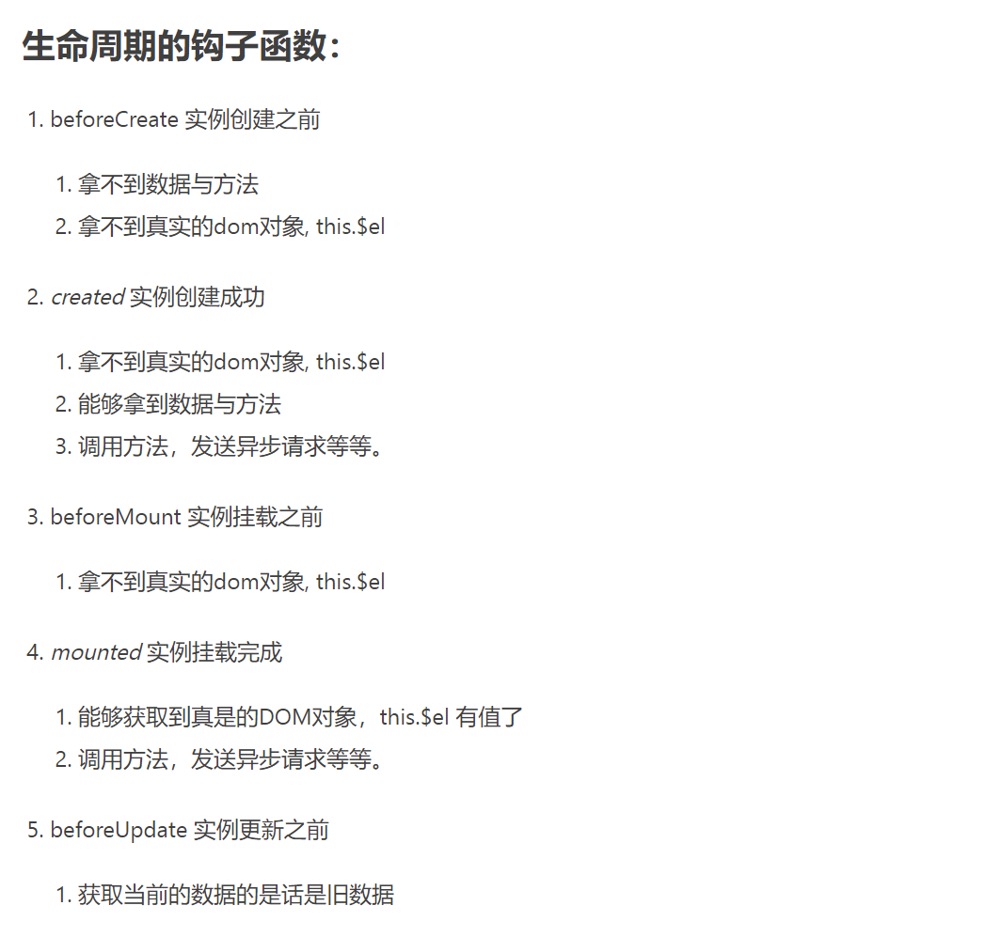 生命周期的钩子函数：
1. beforeCreate 实例创建之前
1. 拿不到数据与方法
2. 拿不到真实的dom对象, this.$el
2. created 实例创建成功
1. 拿不到真实的dom对象, this.$el
2. 能够拿到数据与方法
3. 调用方法，发送异步请求等等。
3. beforeMount 实例挂载之前
1. 拿不到真实的dom对象, this.$el
4. mounted 实例挂载完成
1. 能够获取到真是的DOM对象，this.$el 有值了
2. 调用方法，发送异步请求等等。
5. beforeUpdate 实例更新之前
1. 获取当前的数据的是话是旧数据